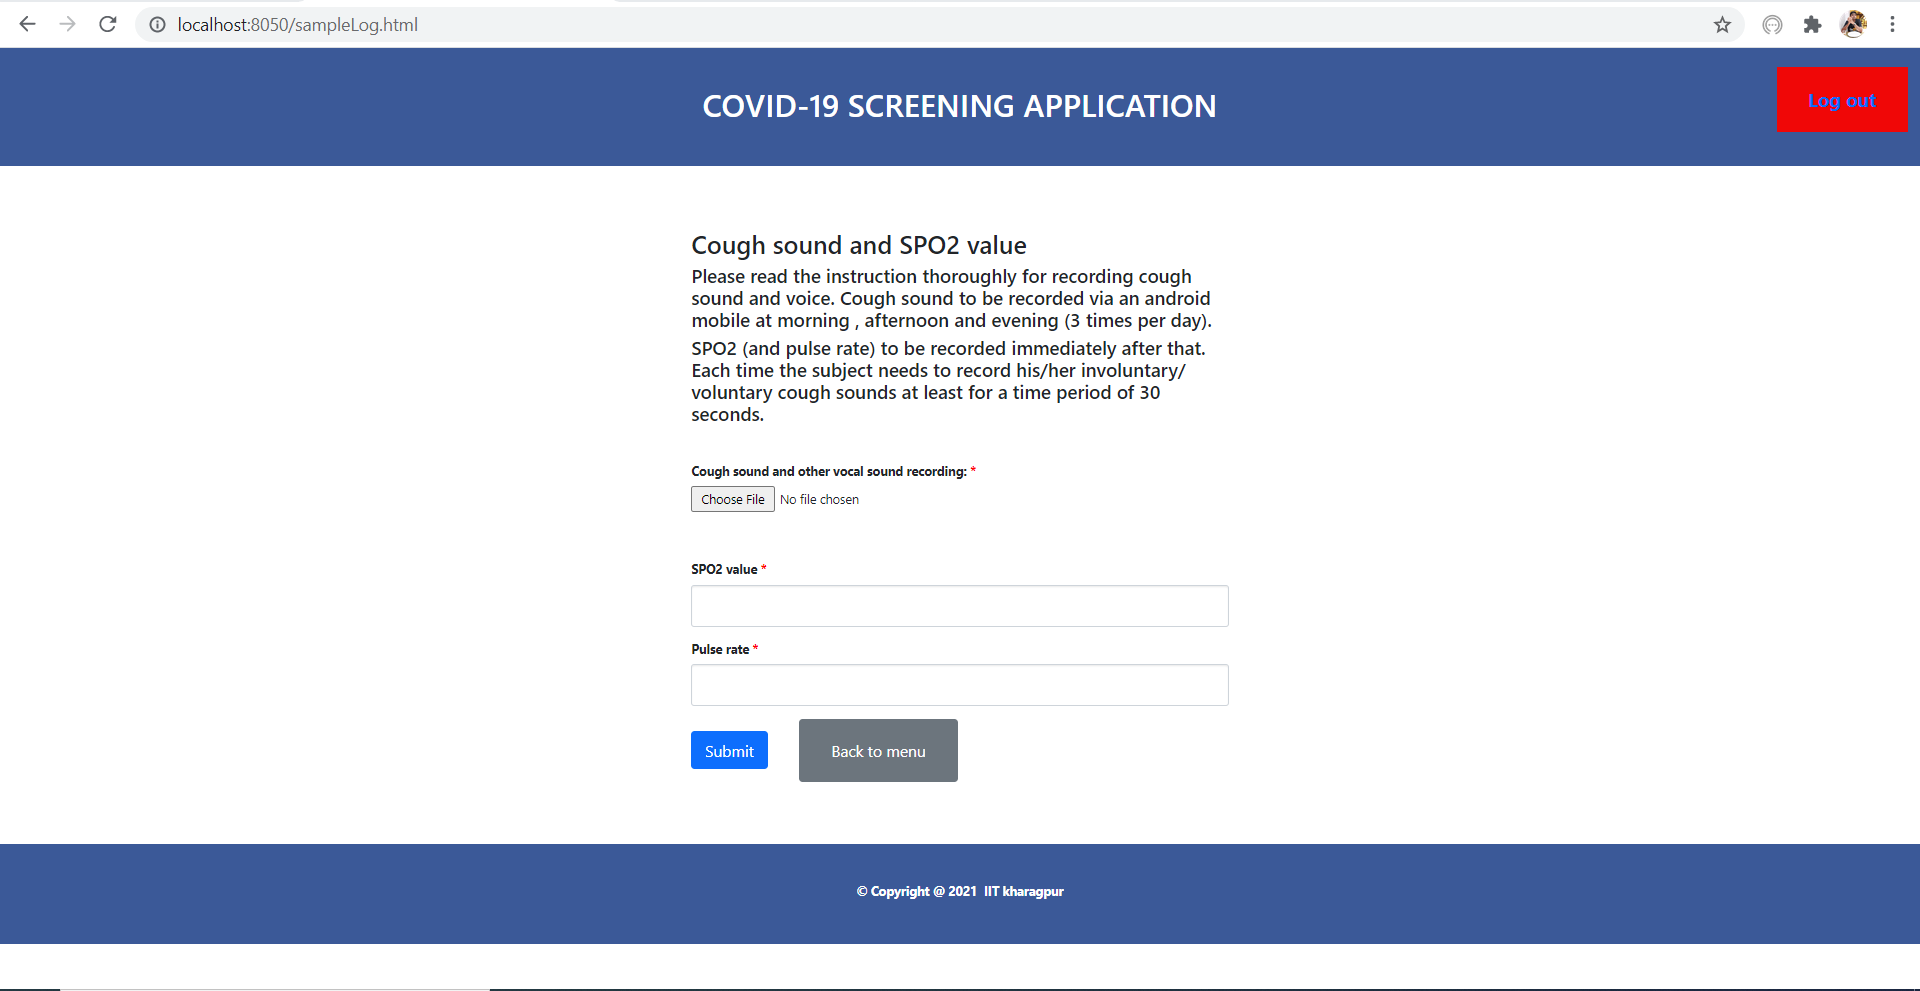 localhost:8050/sampleLog.html
COVID-19 SCREENING APPLICATION
Log out
Cough sound and SPO2 value
Please read the instruction thoroughly for recording cough
sound and voice. Cough sound to be recorded via an android
mobile at morning , afternoon and evening (3 times per day).
SPO2 (and pulse rate) to be recorded immediately after that.
Each time the subject needs to record his/her involuntary/
voluntary cough sounds at least for a time period of 30
seconds.
Cough sound and other vocal sound recording: *
Choose File No file chosen
SPO2 value *
Pulse rate *
Submit
Back to menu
© Copyright @ 2021 IIT kharagpur